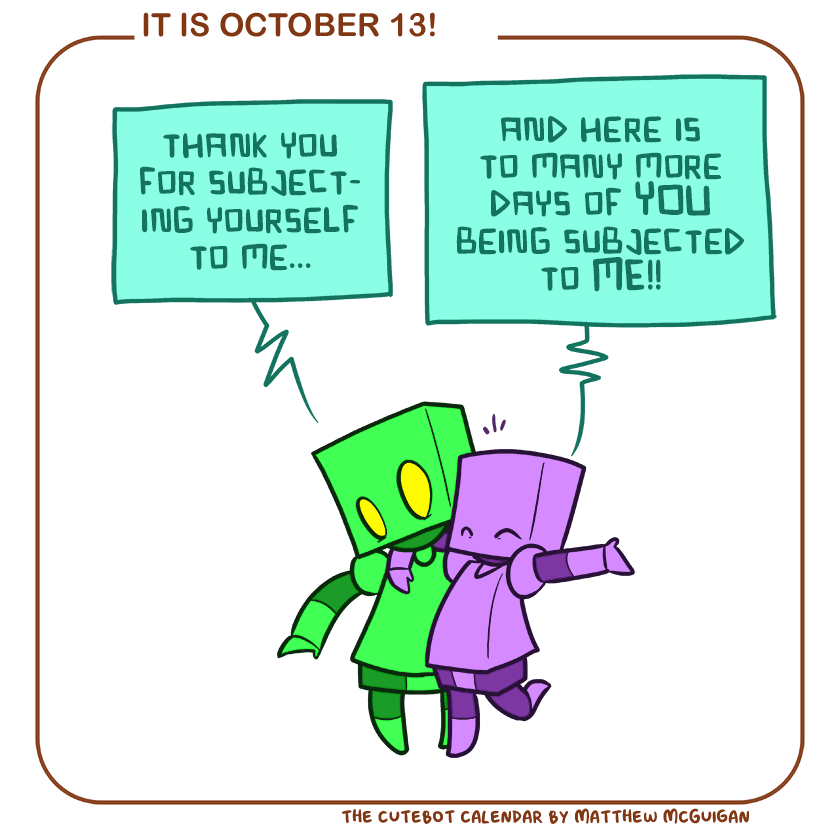 IT IS OCTOBER 13!
THANK YOU
FOR SUBJECT-
ING YOURSELF
TO ME...
AND HERE IS
TO MANY MORE
DAYS OF YOU
BEING SUBJECTED
TO ME!!
THE CUTEBOT CALENDAR BY MATTHEW MCGUIGAN